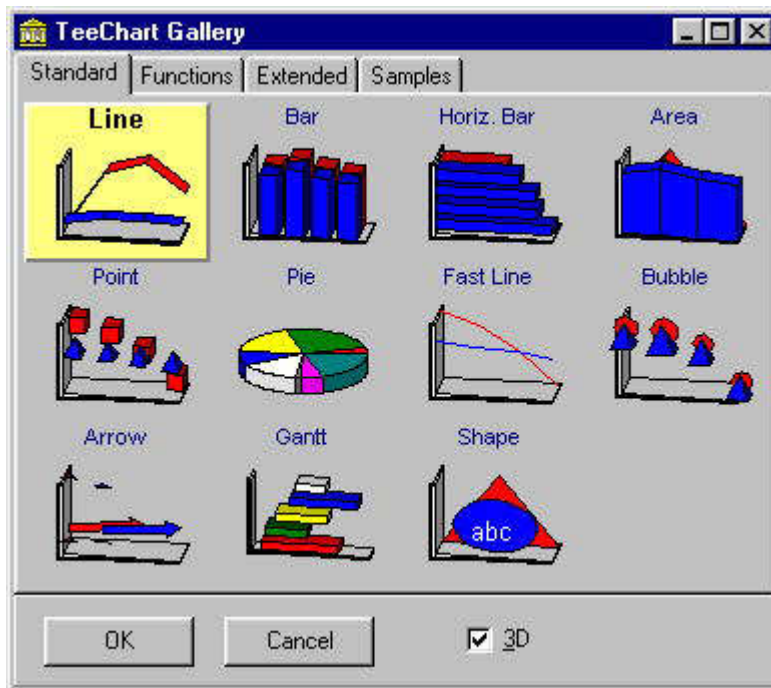 TeeChart Gallery
Standard Functions Extended Samples
Line Bar Horiz. Bar Area
Point Pie Fast Line Bubble
Arrow Gantt Shape
abc
OK Cancel 3D